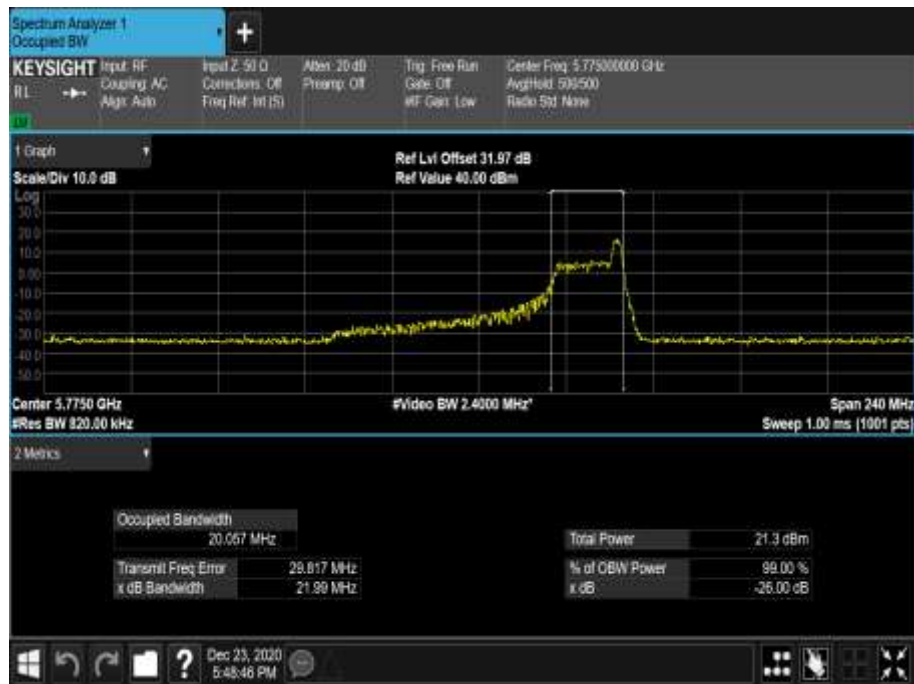 Spectrum Analyzer 1
Occupied BW
+
KEYSIGHT Input: RF
RL
Coupling: AC
Align: Auto
Input Z: 50 Ω
Corrections: Off
Freq Ref: Int (S)
Atten: 20 dB
Preamp: Off
Trig: Free Run
Gate: Off
#IF Gain: Low
Center Freq: 5.775000000 GHz
Avg|Hold: 500/500
Radio Std: None
1 Graph
Scale/Div 10.0 dB
Ref Lvl Offset 31.97 dB
Ref Value 40.00 dBm
Log
30.0
20.0
10.0
0.00
-10.0
-20.0
-30.0
-40.0
-50.0
Center 5.7750 GHz
#Res BW 820.00 kHz
#Video BW 2.4000 MHz*
Span 240 MHz
Sweep 1.00 ms (1001 pts)
2 Metrics
Occupied Bandwidth
20.057 MHz
Transmit Freq Error 29.817 MHz
x dB Bandwidth 21.99 MHz
Total Power 21.3 dBm
% of OBW Power 99.00 %
x dB -26.00 dB
?
Dec 23, 2020
5:48:46 PM